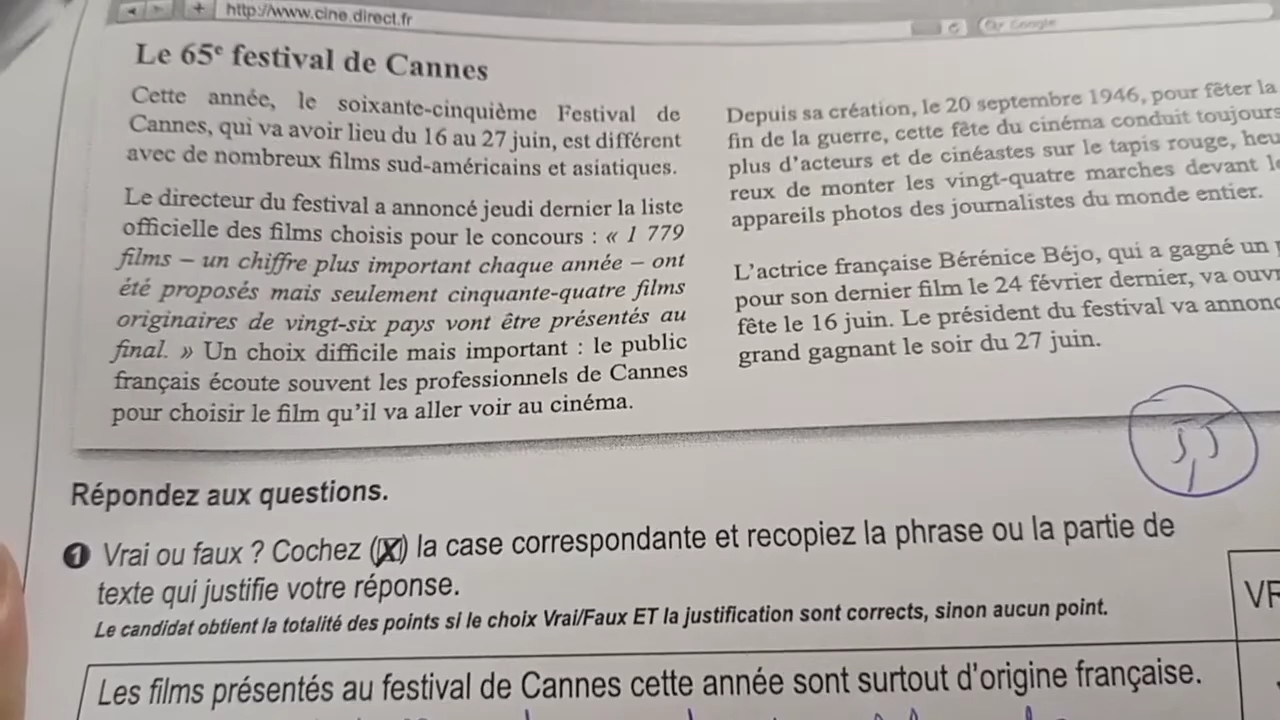 http://www.cine.direct.fr
Google
Le 65e festival de Cannes
Cette année, le soixante-cinquième Festival de
Cannes, qui va avoir lieu du 16 au 27 juin, est différent
avec de nombreux films sud-américains et asiatiques.
Le directeur du festival a annoncé jeudi dernier la liste
officielle des films choisis pour le concours : « 1 779
films – un chiffre plus important chaque année – ont
été proposés mais seulement cinquante-quatre films
originaires de vingt-six pays vont être présentés au
final. » Un choix difficile mais important : le public
français écoute souvent les professionnels de Cannes
pour choisir le film qu'il va aller voir au cinéma.
Depuis sa création, le 20 septembre 1946, pour fêter la
fin de la guerre, cette fête du cinéma conduit toujours
plus d'acteurs et de cinéastes sur le tapis rouge, heu
reux de monter les vingt-quatre marches devant le
appareils photos des journalistes du monde entier.
L'actrice française Bérénice Béjo, qui a gagné un
pour son dernier film le 24 février dernier, va ouvr
fête le 16 juin. Le président du festival va annonc
grand gagnant le soir du 27 juin.
Répondez aux questions.
1 Vrai ou faux ? Cochez (X) la case correspondante et recopiez la phrase ou la partie de
texte qui justifie votre réponse.
Le candidat obtient la totalité des points si le choix Vrai/Faux ET la justification sont corrects, sinon aucun point.
VR
Les films présentés au festival de Cannes cette année sont surtout d'origine française.